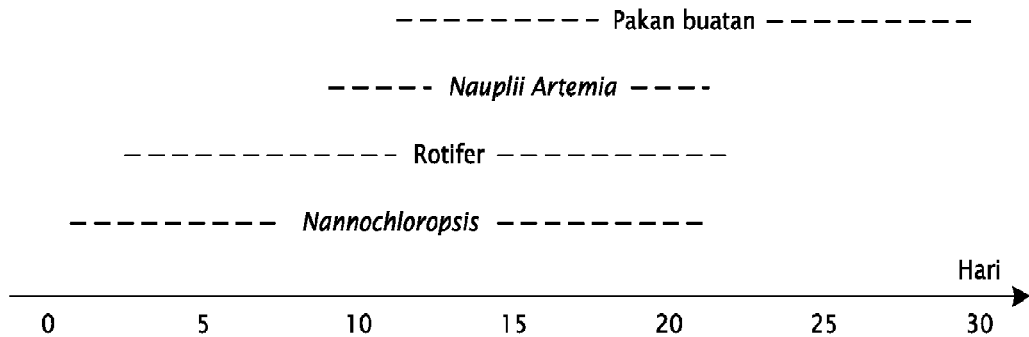 Pakan buatan
Nauplii Artemia
Rotifer
Nannochloropsis
Hari
0 5 10 15 20 25 30